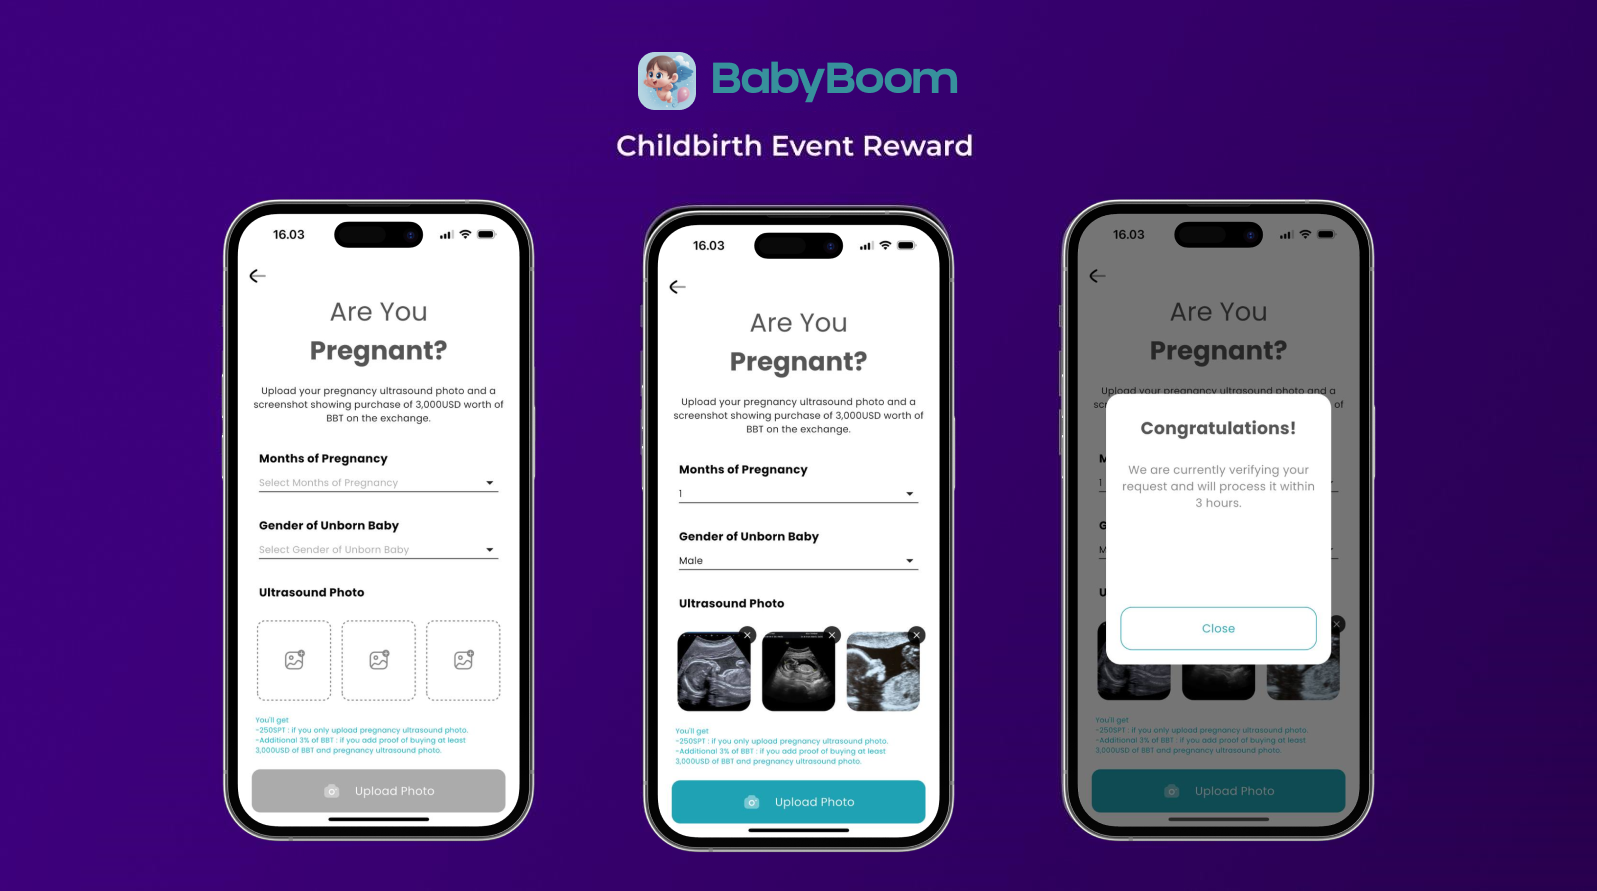 BabyBoom
Childbirth Event Reward
16.03
Are You
Pregnant?
Upload your pregnancy ultrasound photo and a
screenshot showing purchase of 3,000USD worth of
BBT on the exchange.
Months of Pregnancy
Select Months of Pregnancy
Gender of Unborn Baby
Select Gender of Unborn Baby
Ultrasound Photo
You'll get
-250SPT : if you only upload pregnancy ultrasound photo.
-Additional 3% of BBT : if you add proof of buying at least
3,000USD of BBT and pregnancy ultrasound photo.
Upload Photo
16.03
Are You
Pregnant?
Upload your pregnancy ultrasound photo and a
screenshot showing purchase of 3,000USD worth of
BBT on the exchange.
Months of Pregnancy
1
Gender of Unborn Baby
Male
Ultrasound Photo
You'll get
-250SPT : if you only upload pregnancy ultrasound photo.
-Additional 3% of BBT : if you add proof of buying at least
3,000USD of BBT and pregnancy ultrasound photo.
Upload Photo
16.03
Are You
Pregnant?
Upload your pregnancy ultrasound photo and a
sc
of
Congratulations!
We are currently verifying your
request and will process it within
3 hours.
M
1
G
M
U
Close
You'll get
-250SPT : if you only upload pregnancy ultrasound photo.
-Additional 3% of BBT : if you add proof of buying at least
3,000USD of BBT and pregnancy ultrasound photo.
Upload Photo